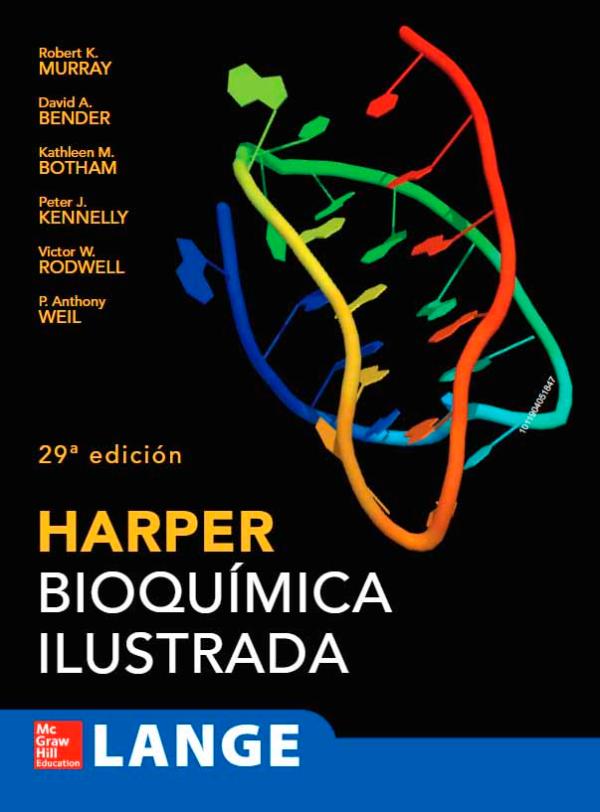 Robert K.
MURRAY
David A.
BENDER
Kathleen M.
BOTHAM
Peter J.
KENNELLY
Victor W.
RODWELL
P. Anthony
WEIL
1011904051847
29ª edición
HARPER
BIOQUÍMICA
ILUSTRADA
Mc
Graw
Hill
Education
LANGE